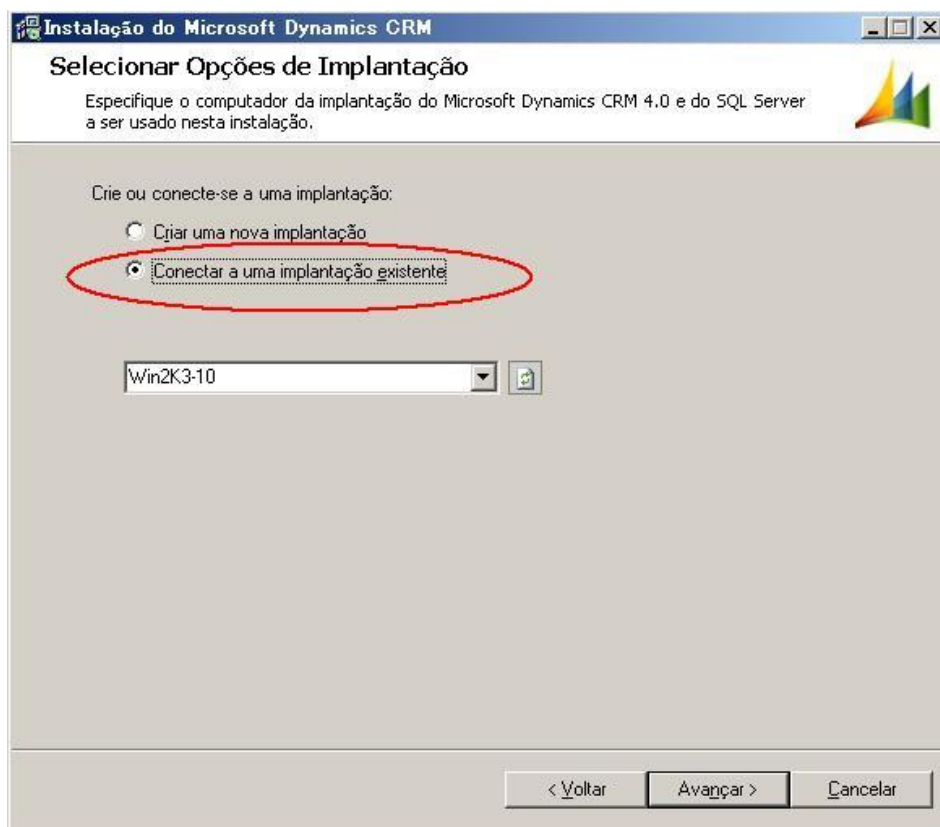 Instalação do Microsoft Dynamics CRM
Selecionar Opções de Implantação
Especifique o computador da implantação do Microsoft Dynamics CRM 4.0 e do SQL Server
a ser usado nesta instalação.
Crie ou conecte-se a uma implantação:
Criar uma nova implantação
Conectar a uma implantação existente
Win2K3-10
< Voltar
Avançar >
Cancelar